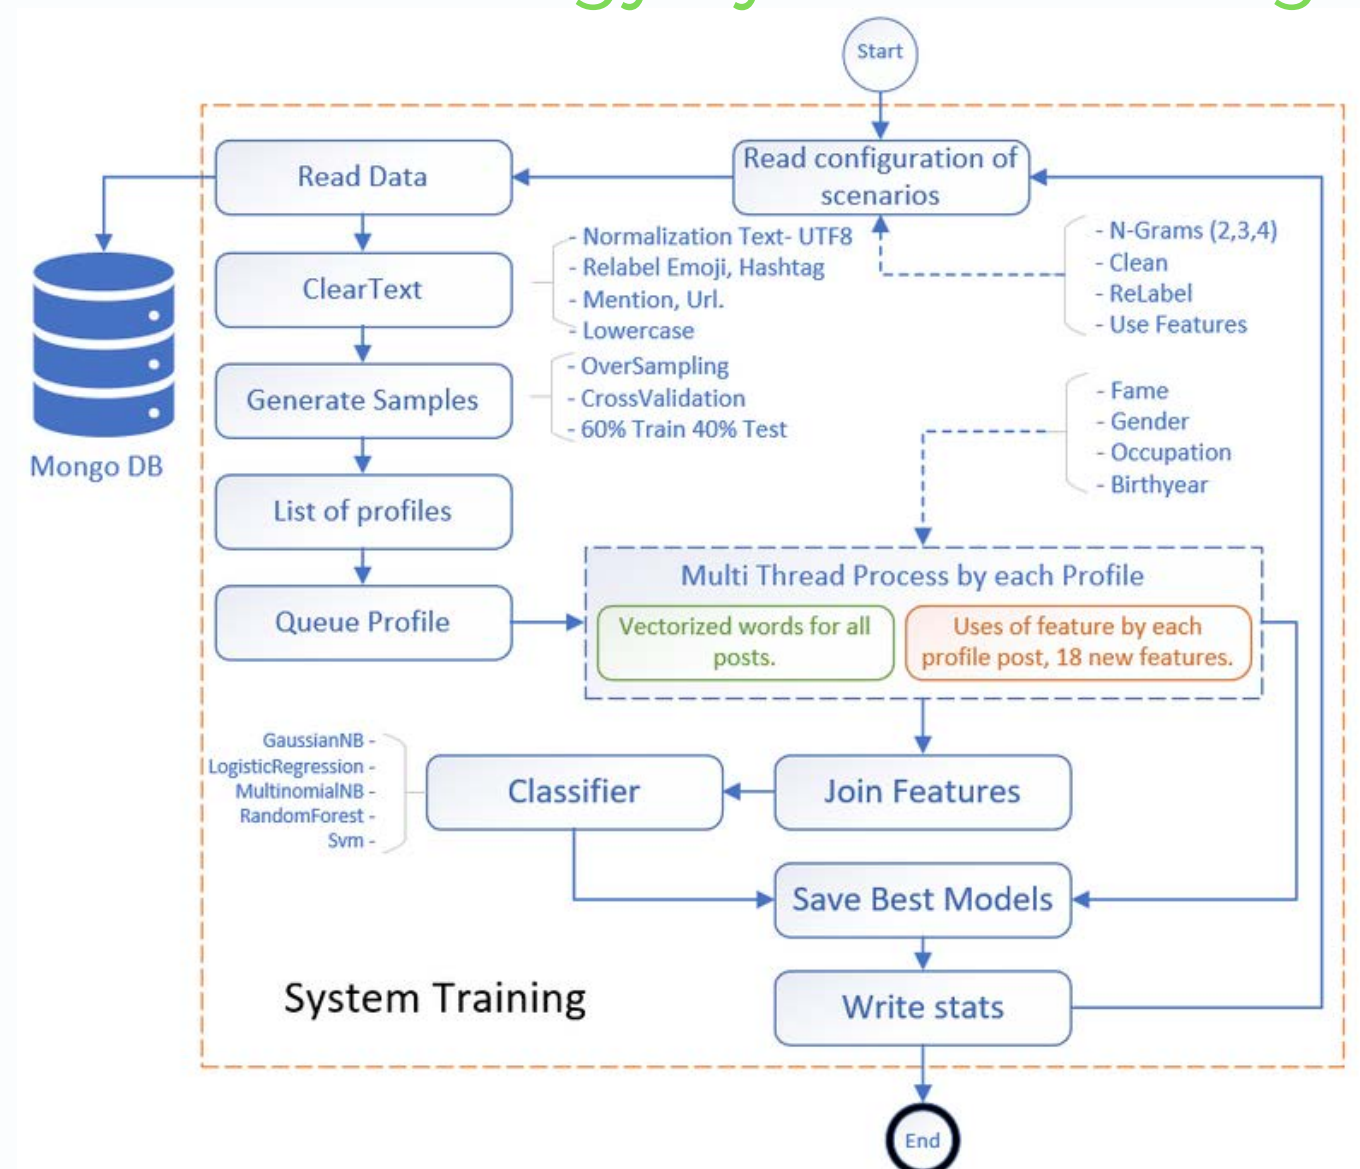 Start
Read configuration of
scenarios
Read Data
- N-Grams (2,3,4)
- Clean
- ReLabel
- Use Features
ClearText
- Normalization Text- UTF8
- Relabel Emoji, Hashtag
- Mention, Url.
- Lowercase
Mongo DB
Generate Samples
- OverSampling
- CrossValidation
- 60% Train 40% Test
- Fame
- Gender
- Occupation
- Birthyear
List of profiles
Queue Profile
Multi Thread Process by each Profile
Vectorized words for all
posts.
Uses of feature by each
profile post, 18 new features.
GaussianNB -
LogisticRegression -
MultinomialNB -
RandomForest -
Svm -
Classifier
Join Features
Save Best Models
System Training
Write stats
End